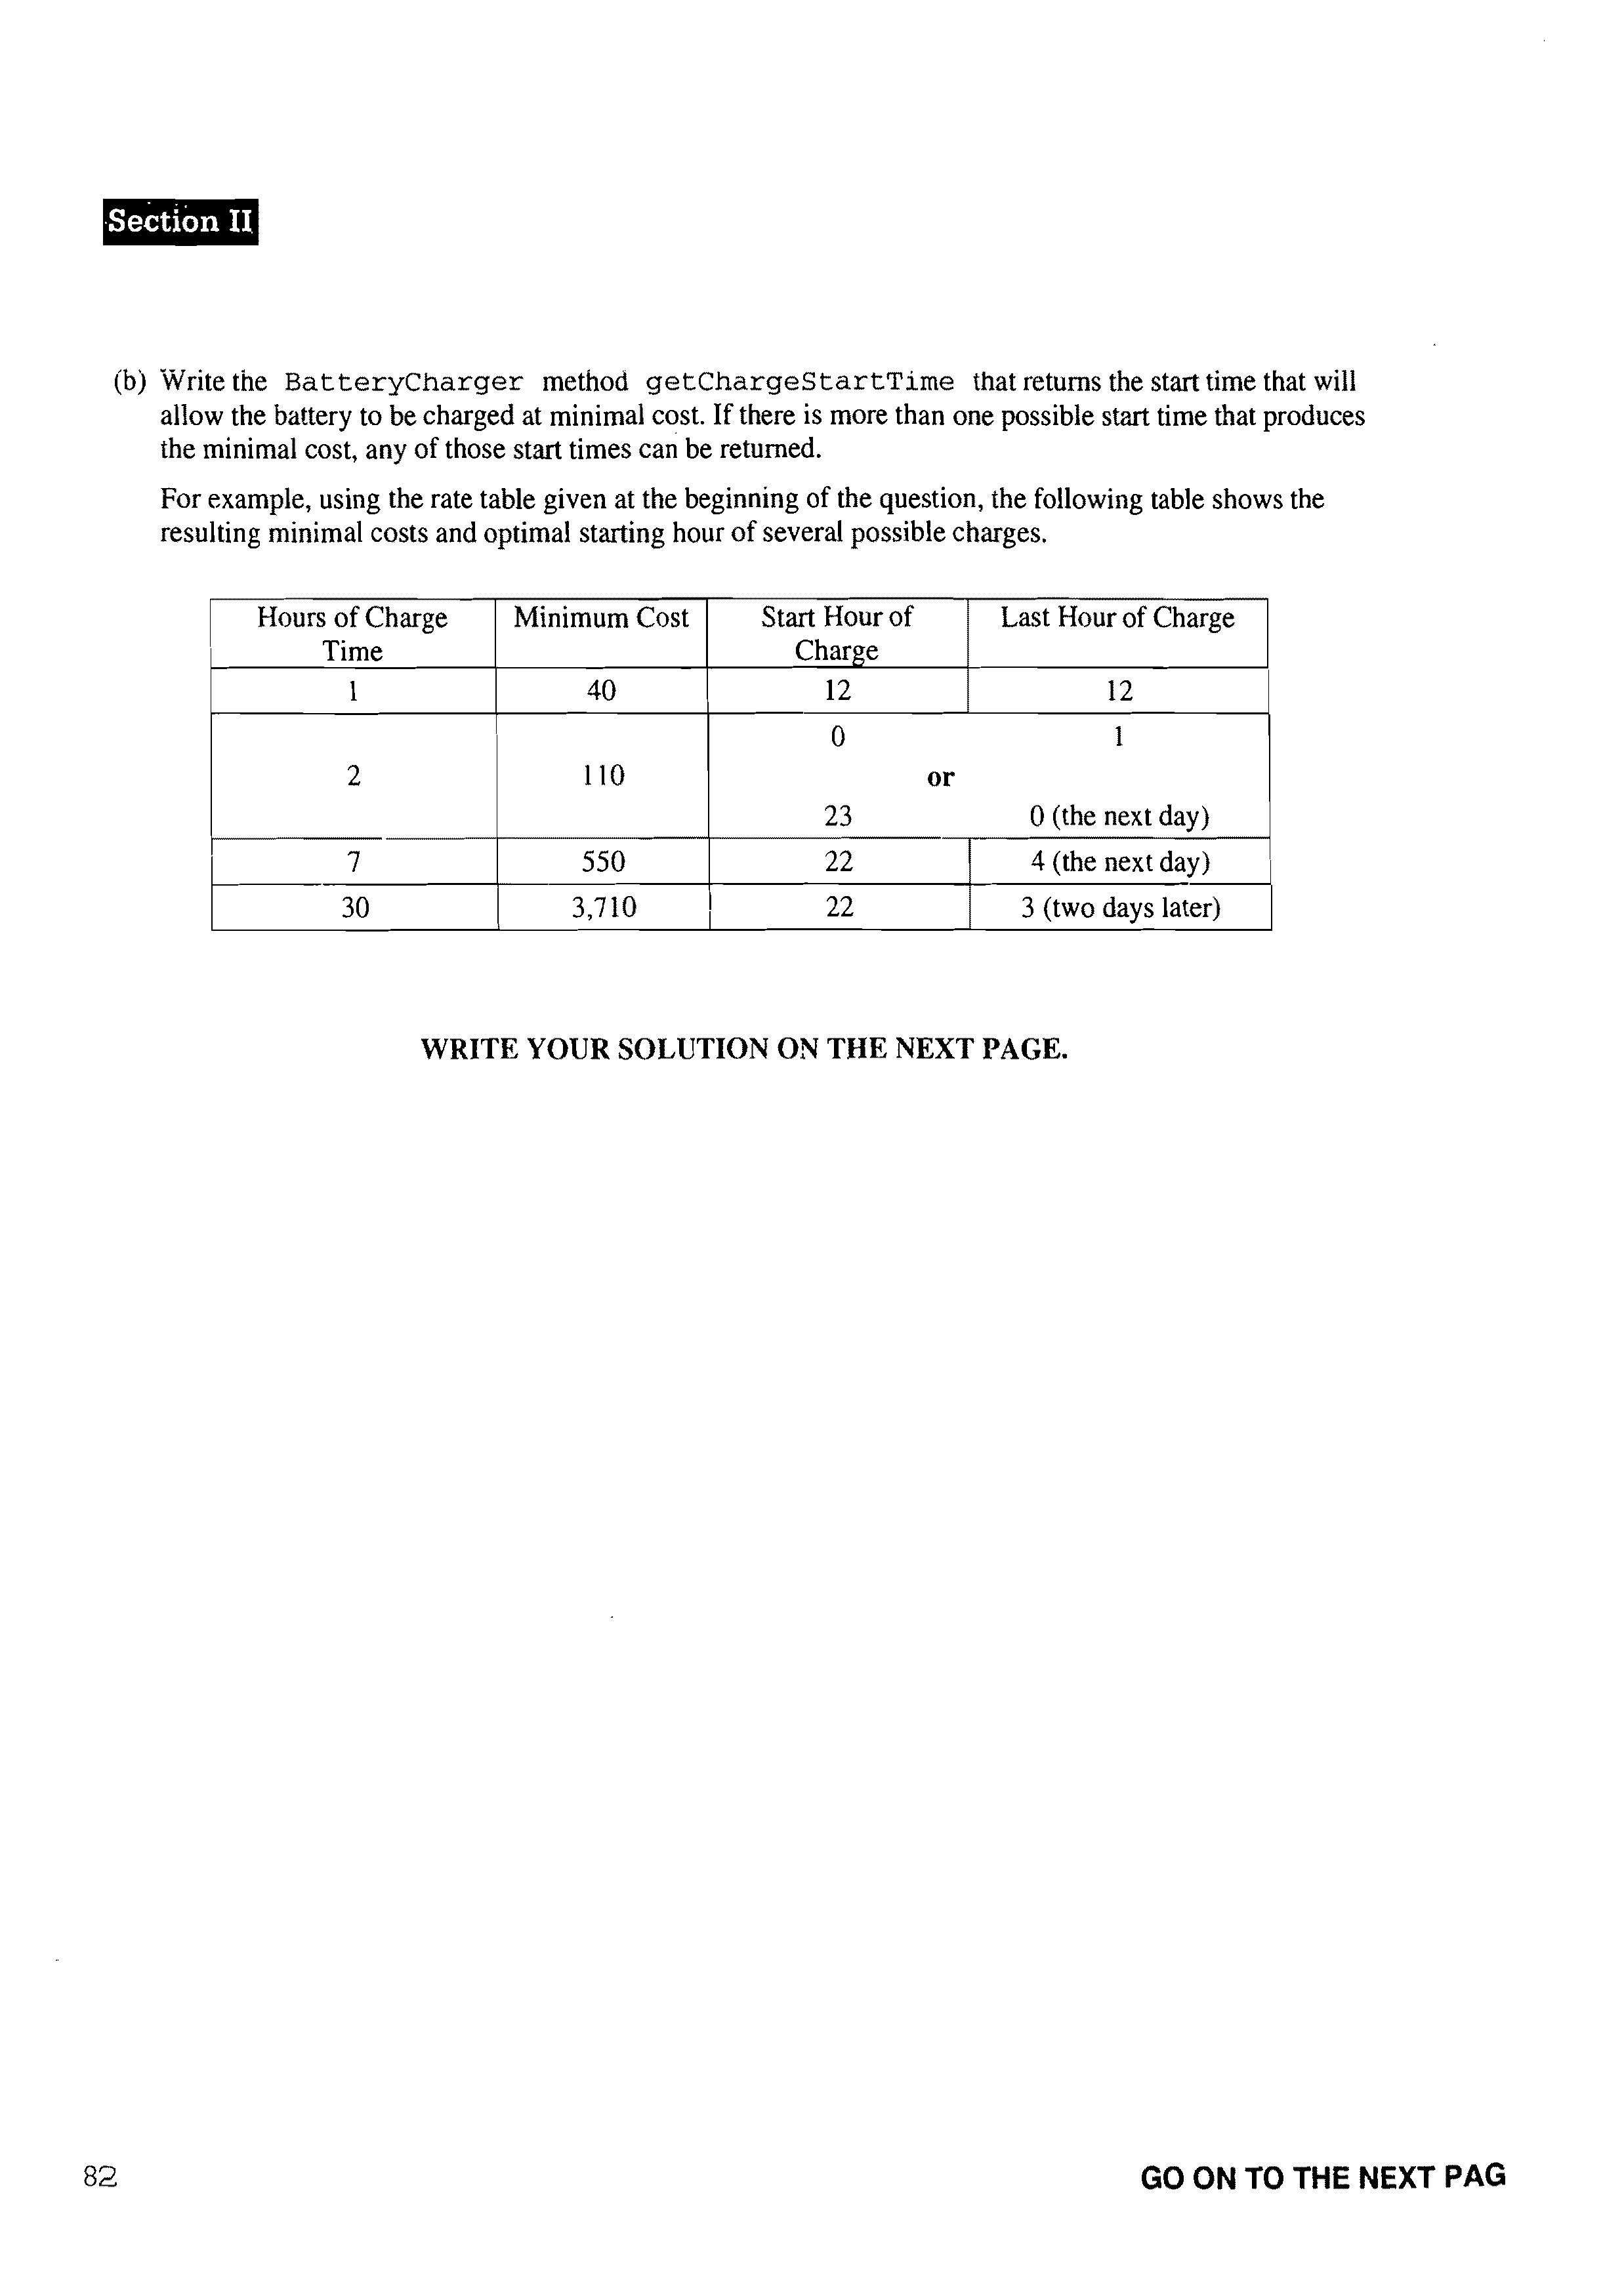 Section II
(b) Write the BatteryCharger method getChargeStartTime that returns the start time that will
allow the battery to be charged at minimal cost. If there is more than one possible start time that produces
the minimal cost, any of those start times can be returned.
For example, using the rate table given at the beginning of the question, the following table shows the
resulting minimal costs and optimal starting hour of several possible charges.
Hours of Charge Time Minimum Cost Start Hour of Charge Last Hour of Charge
1 40 12 12
2 110 0 1
or
23 0 (the next day)
7 550 22 4 (the next day)
30 3,710 22 3 (two days later)
WRITE YOUR SOLUTION ON THE NEXT PAGE.
82 GO ON TO THE NEXT PAG